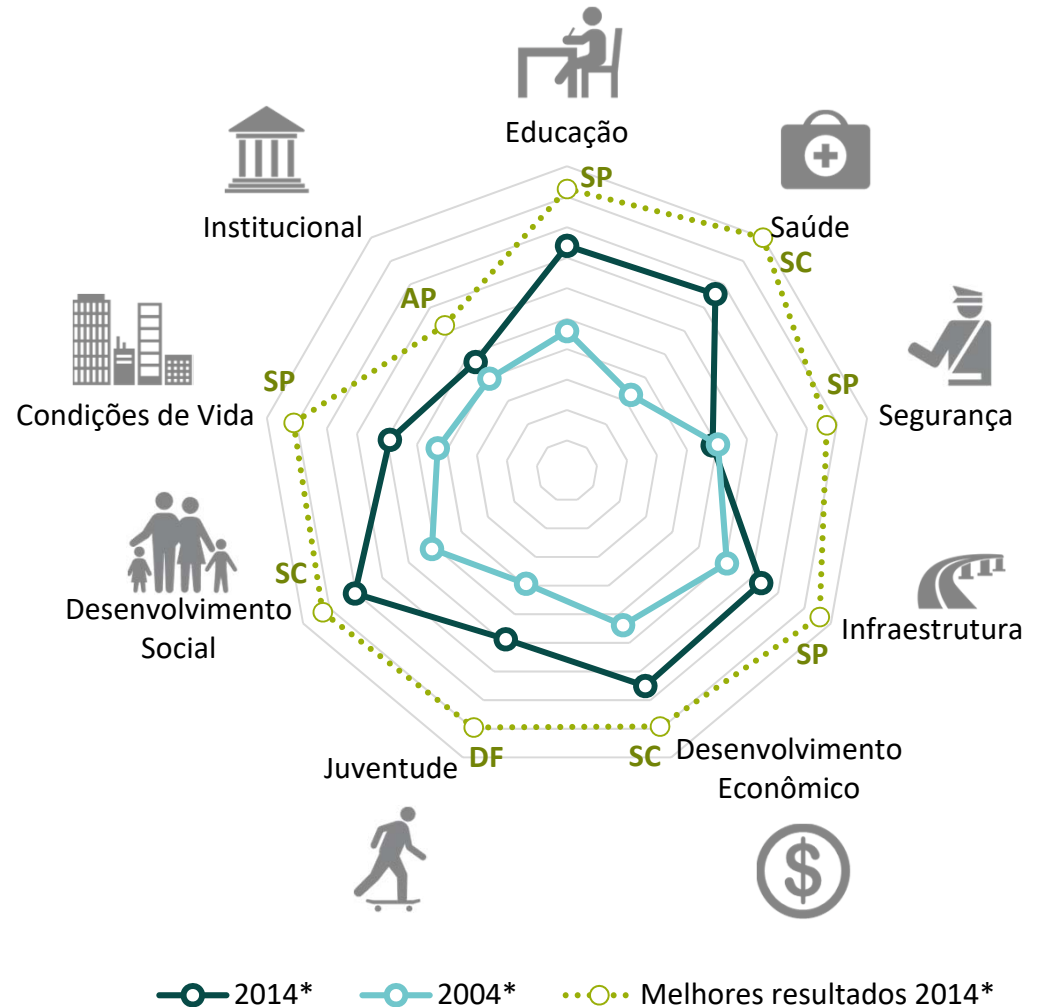 Educação
SP
Saúde
SC
Institucional
AP
SP
Condições de Vida
SP
Segurança
SC
Desenvolvimento
Social
Infraestrutura
SP
Juventude
DF
SC
Desenvolvimento
Econômico
$
2014*
2004*
Melhores resultados 2014*